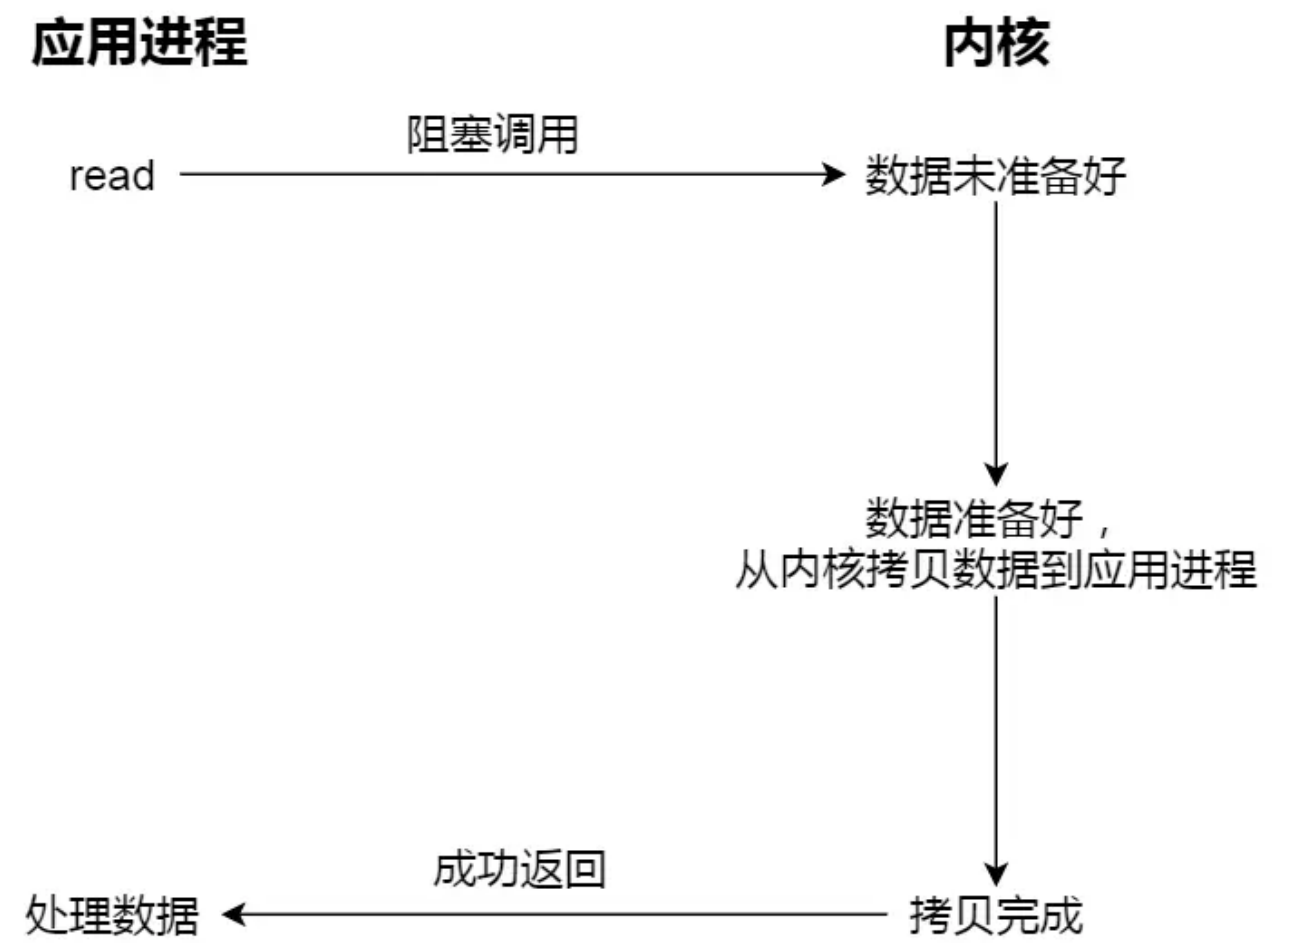 应用进程
内核
阻塞调用
read
数据未准备好
数据准备好，
从内核拷贝数据到应用进程
成功返回
处理数据
拷贝完成